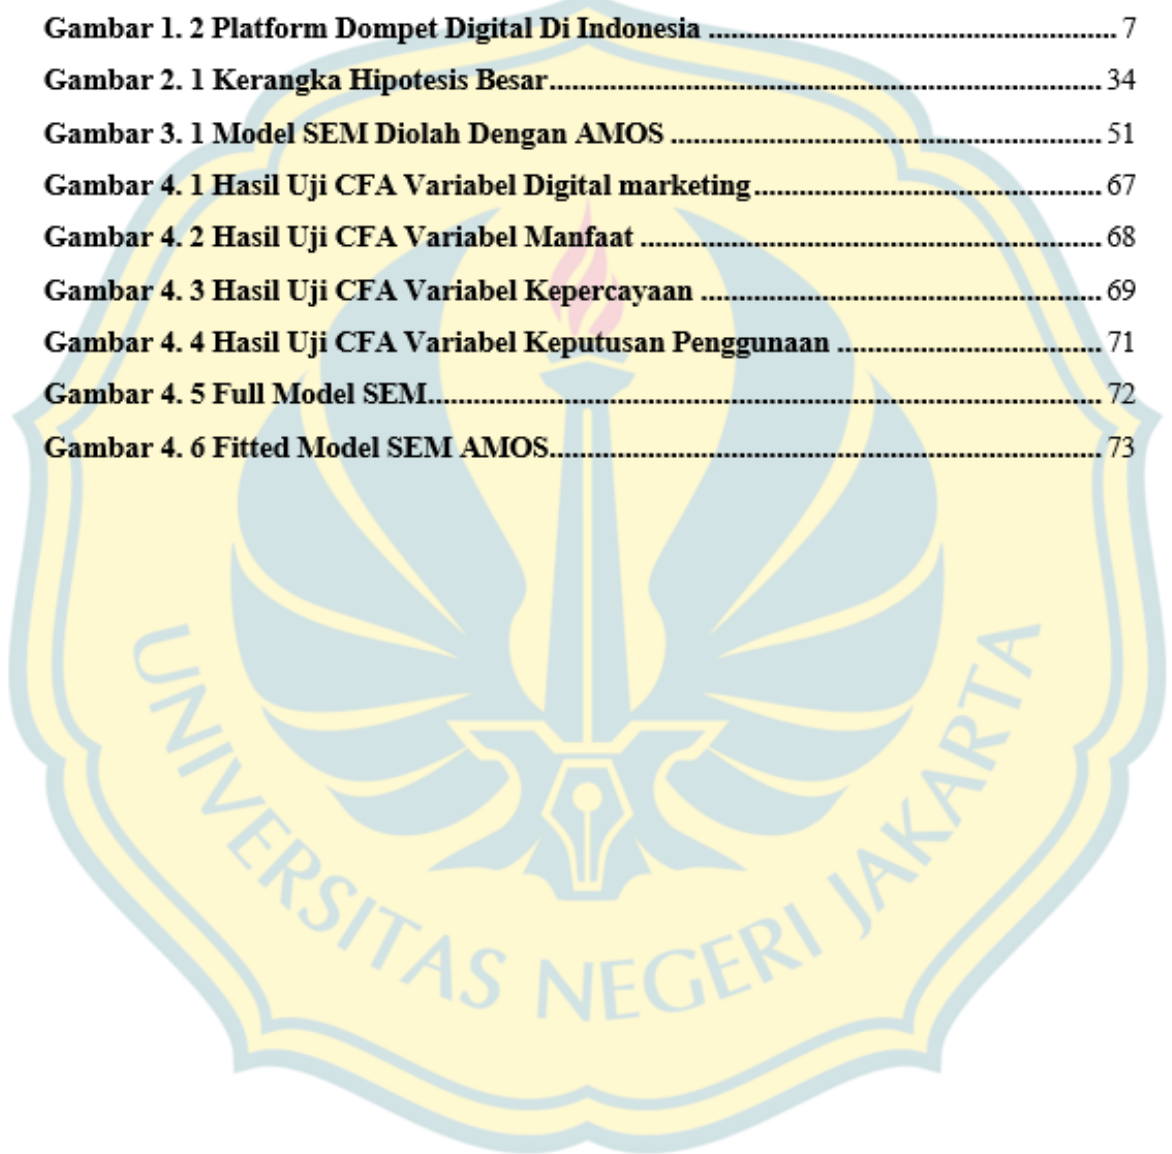 Gambar 1. 2 Platform Dompet Digital Di Indonesia ....................................................... 7
Gambar 2. 1 Kerangka Hipotesis Besar.......................................................................... 34
Gambar 3. 1 Model SEM Diolah Dengan AMOS .......................................................... 51
Gambar 4. 1 Hasil Uji CFA Variabel Digital marketing............................................... 67
Gambar 4. 2 Hasil Uji CFA Variabel Manfaat .............................................................. 68
Gambar 4. 3 Hasil Uji CFA Variabel Kepercayaan ...................................................... 69
Gambar 4. 4 Hasil Uji CFA Variabel Keputusan Penggunaan .................................... 71
Gambar 4. 5 Full Model SEM.......................................................................................... 72
Gambar 4. 6 Fitted Model SEM AMOS.......................................................................... 73
UNIVERSITAS NEGERI JAKARTA